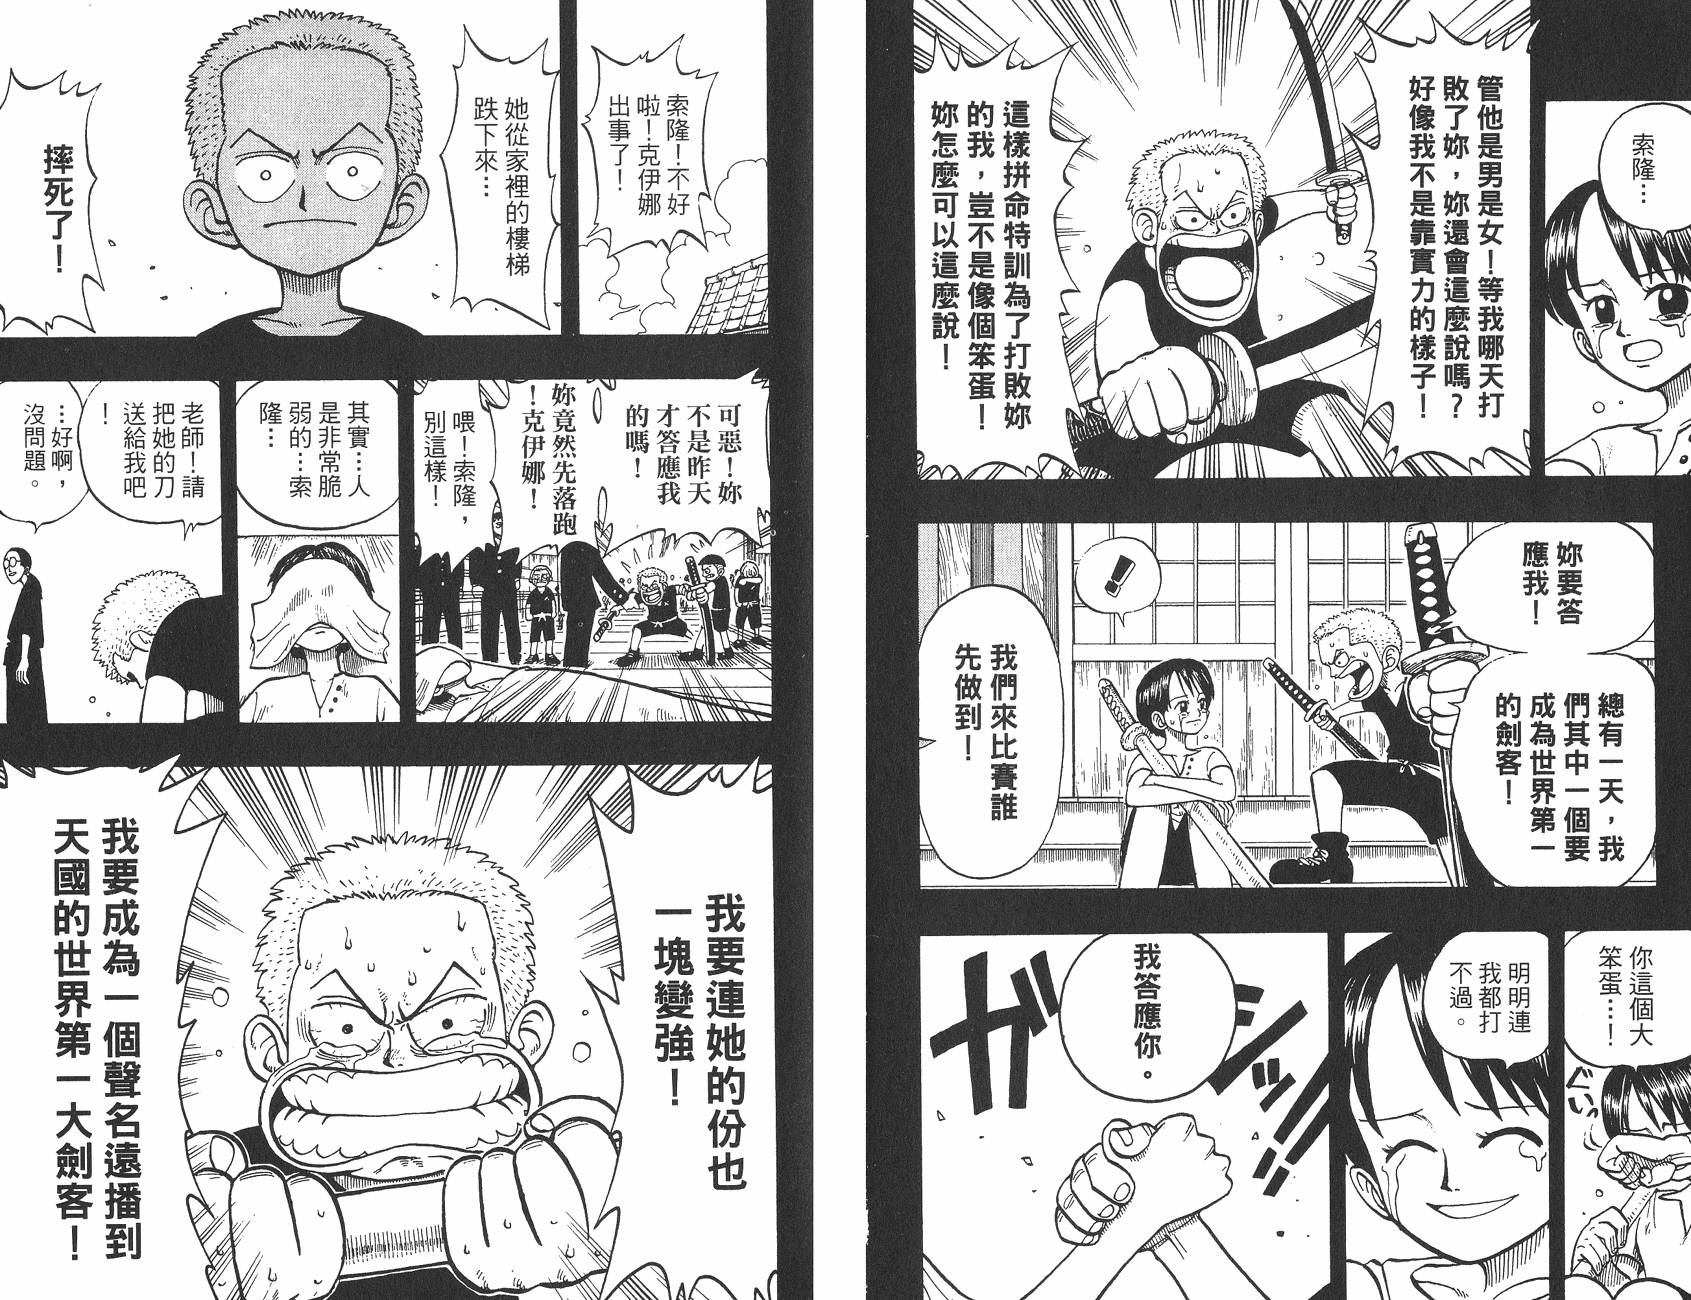 索隆…
管他是男是女！等我哪天打
敗了妳，妳還會這麼說嗎？
好像我不是靠實力的樣子！
這樣拼命特訓為了打敗妳
的我，豈不是像個笨蛋！
妳怎麼可以這麼說！
妳要答
應我！
總有一天，我
們其中一個要
成為世界第一
的劍客！
！
我們來比賽誰
先做到！
你這個大
笨蛋…！
ぐいっ
明明連
我都打
不過。
我答應你。
ガシッ
索隆！不好
啦！克伊娜
出事了！
她從家裡的樓梯
跌下來…
摔死了！
可惡！妳
不是昨天
才答應我
的嗎！
妳竟然先落跑
！克伊娜！
喂！索隆，
別這樣！
其實…人
是非常脆
弱的…索
隆…
老師！請
把她的刀
送給我吧
！
…好啊，
沒問題。
我要連她的份也
一塊變強！
我要成為一個聲名遠播到
天國的世界第一大劍客！